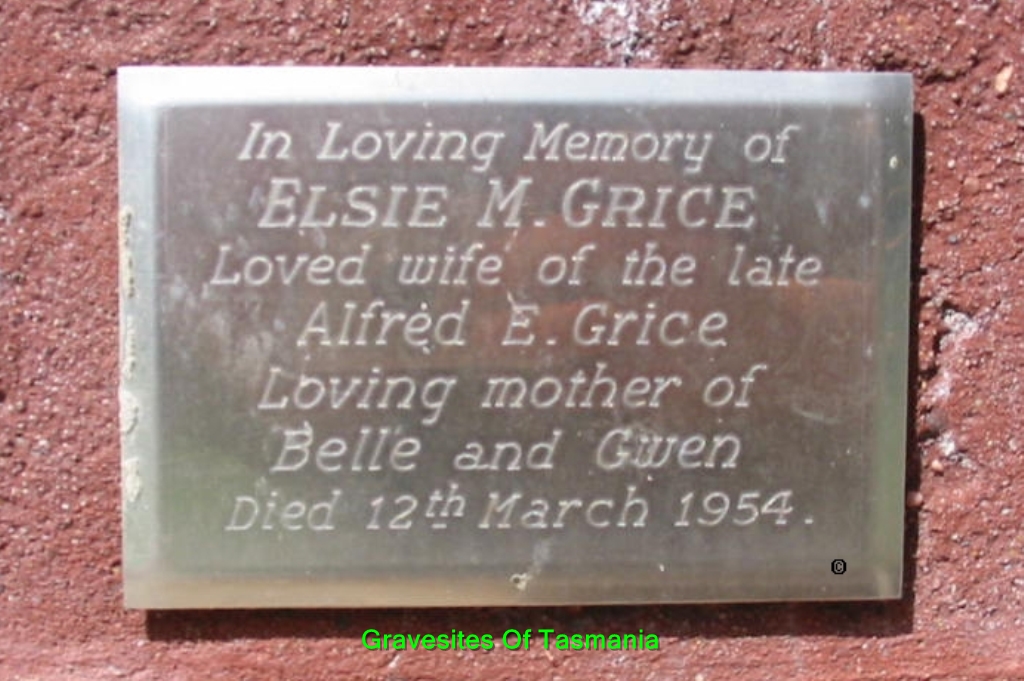 In Loving Memory of
ELSIE M. GRICE
Loved wife of the late
Alfred E. Grice
Loving mother of
Belle and Gwen
Died 12th March 1954.
©
Gravesites Of Tasmania